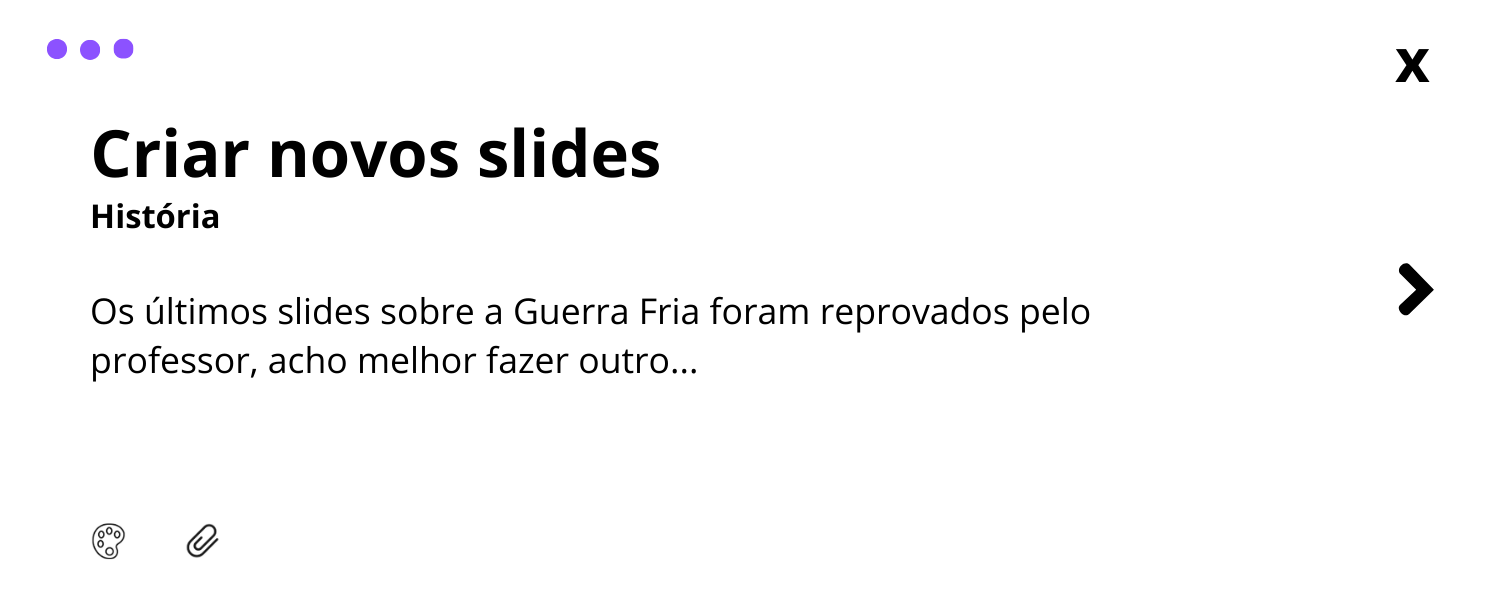 x
Criar novos slides
História
Os últimos slides sobre a Guerra Fria foram reprovados pelo
professor, acho melhor fazer outro...